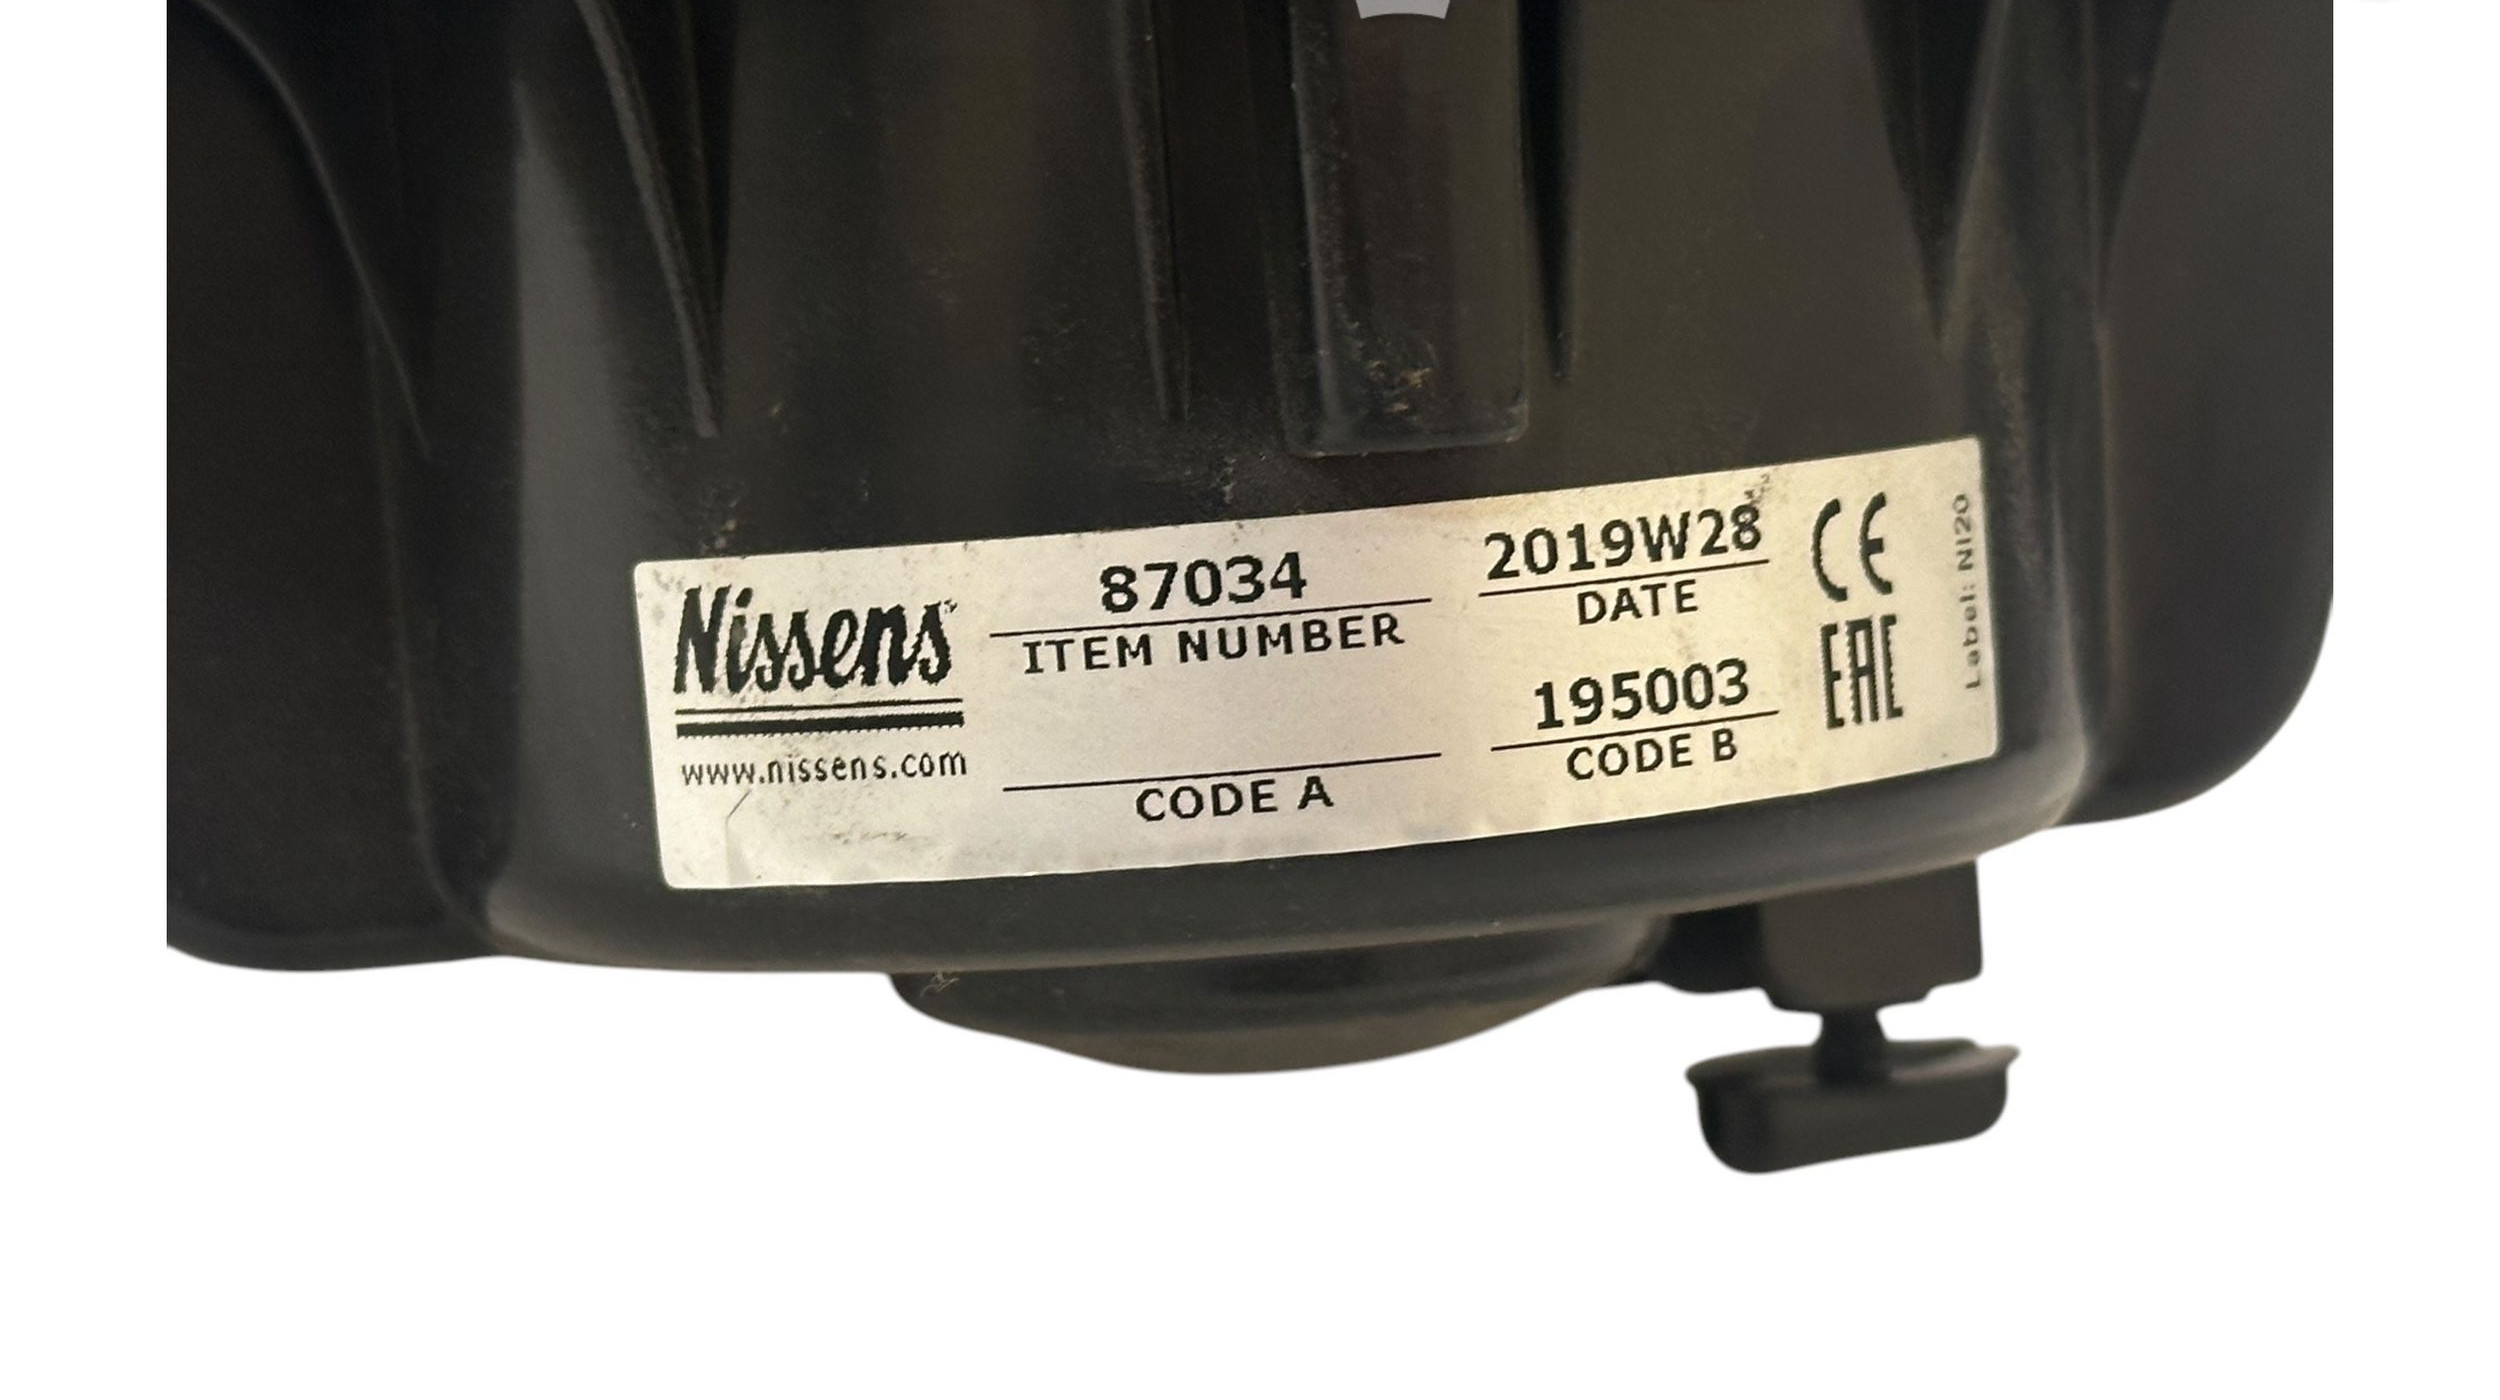 Nissens
www.nissens.com
87034
ITEM NUMBER
CODE A
2019W28
DATE
195003
CODE B
CE
EAC
Label: NI20